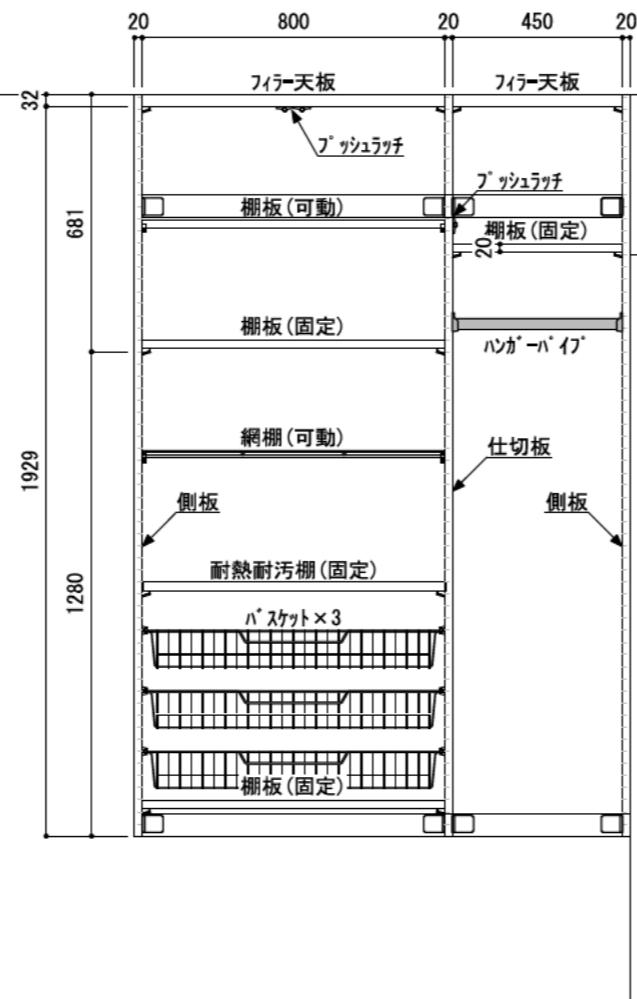 20 800 20 450 20
フィラー天板 フィラー天板
32
プッシュラッチ
プッシュラッチ
棚板(可動)
681
棚板(固定)
20
棚板(固定)
ハンガーパイプ
網棚(可動)
仕切板
1929
側板 側板
耐熱耐汚棚(固定)
1280
バスケット×3
棚板(固定)